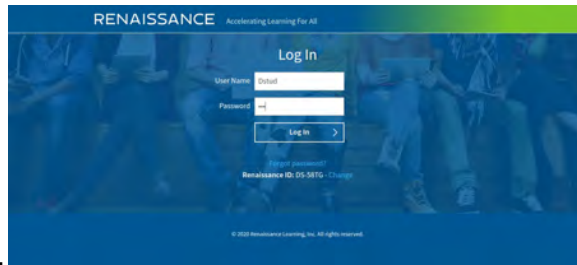 RENAISSANCE Accelerating Learning For All
Log In
User Name Dstud
Password
Log In >
Forgot password?
Renaissance ID: DS-58TG - Change
© 2020 Renaissance Learning, Inc. All rights reserved.